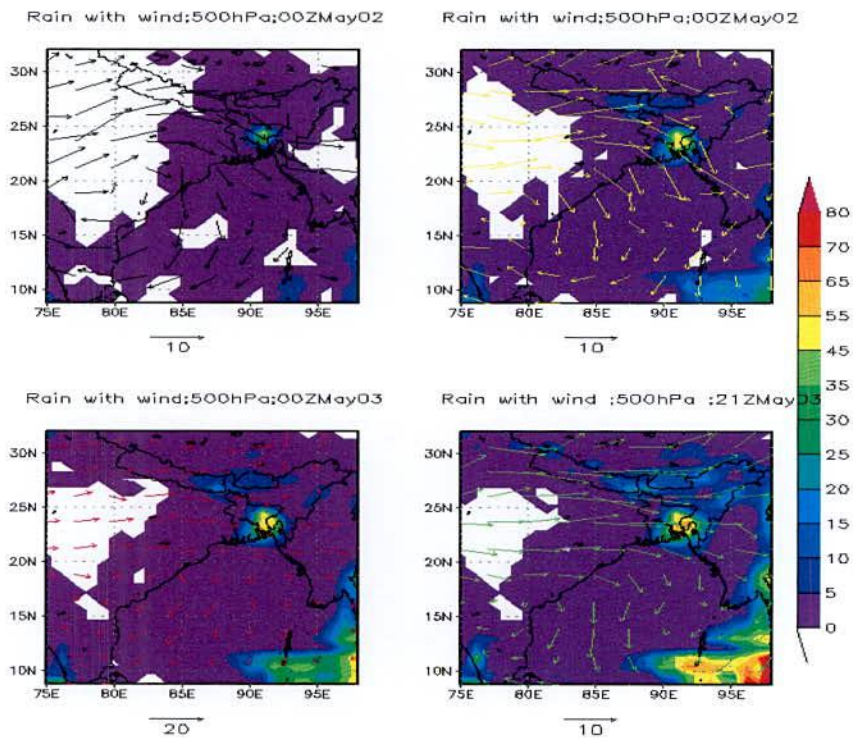 Rain with wind;500hPa;00ZMay02
Rain with wind;500hPa;00ZMay02
30N
25N
20N
15N
10N
75E 80E 85E 90E 95E
10
30N
25N
20N
15N
10N
75E 80E 85E 90E 95E
10
Rain with wind;500hPa;00ZMay03
Rain with wind ;500hPa ;21ZMay03
30N
25N
20N
15N
10N
75E 80E 85E 90E 95E
20
30N
25N
20N
15N
10N
75E 80E 85E 90E 95E
10
80
70
65
55
45
35
25
20
15
10
5
0